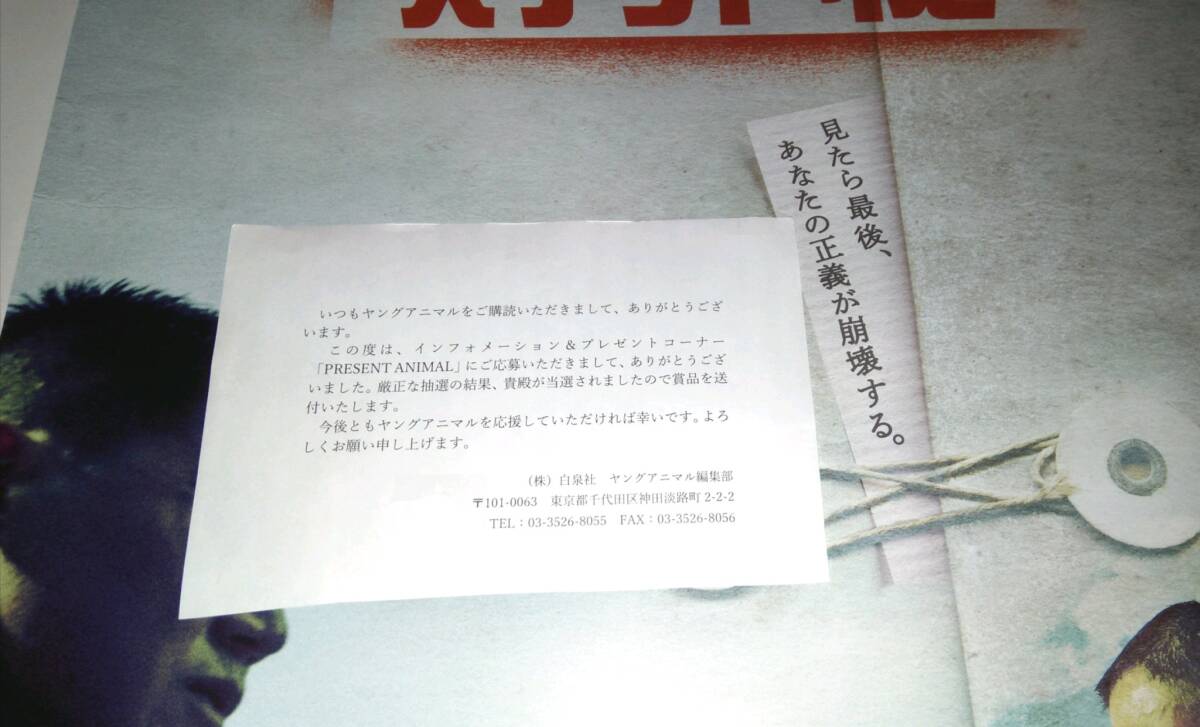 見たら最後、
あなたの正義が崩壊する。
いつもヤングアニマルをご購読いただきまして、ありがとうござ
います。
この度は、インフォメーション＆プレゼントコーナー
「PRESENT ANIMAL」にご応募いただきまして、ありがとうござ
いました。厳正な抽選の結果、貴殿が当選されましたので賞品を送
付いたします。
今後ともヤングアニマルを応援していただければ幸いです。よろ
しくお願い申し上げます。
（株）白泉社　ヤングアニマル編集部
〒101-0063　東京都千代田区神田淡路町 2-2-2
TEL：03-3526-8055　FAX：03-3526-8056